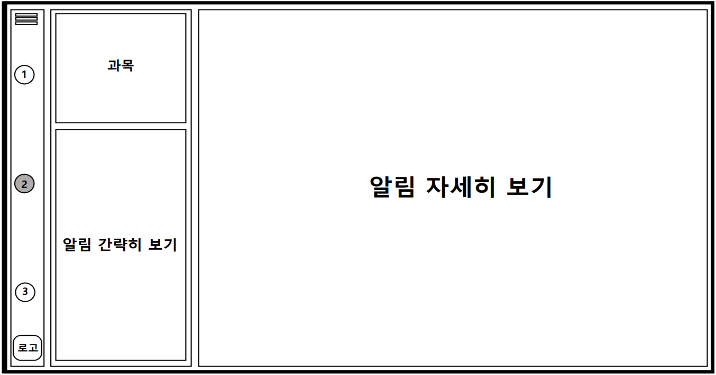 1
과목
2
알림 자세히 보기
알림 간략히 보기
3
로고